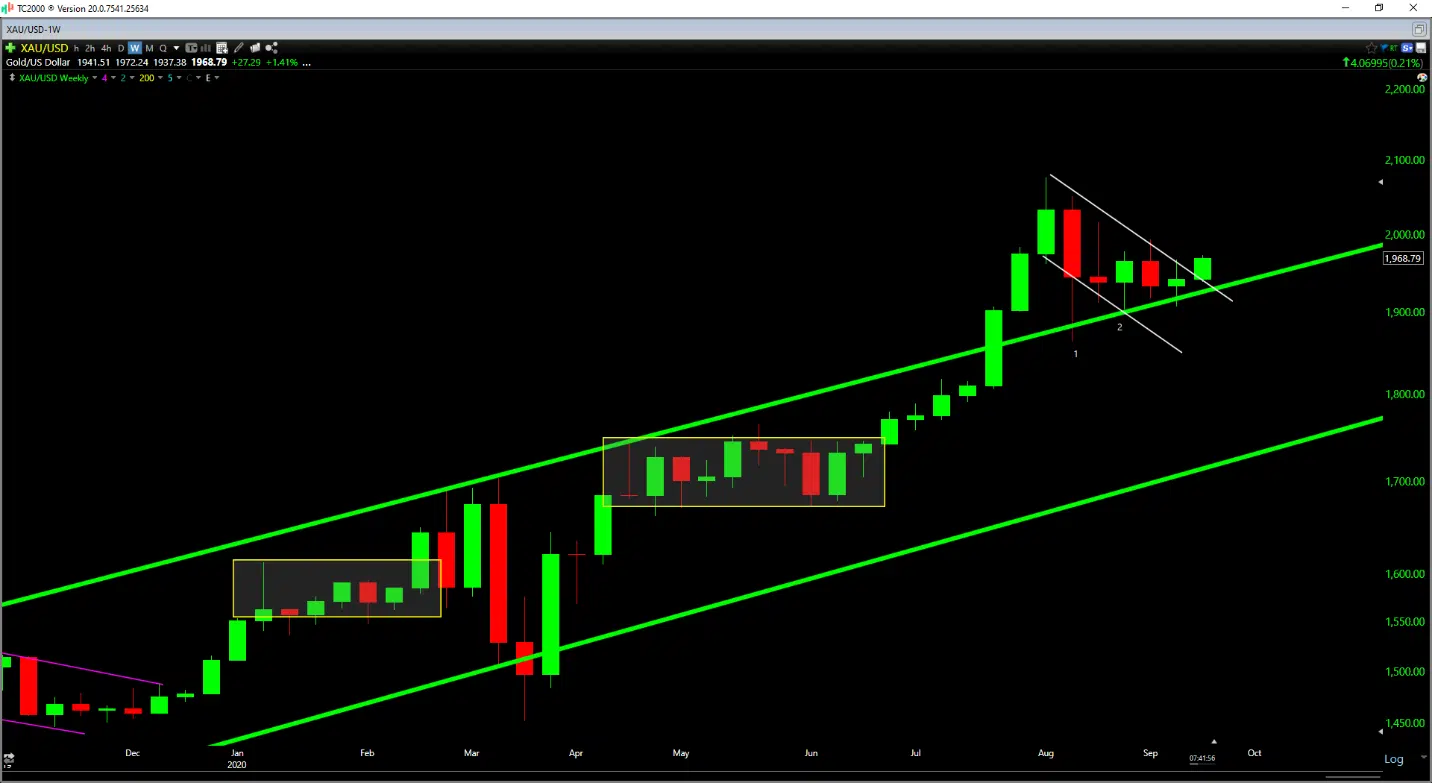 TC2000 ® Version 20.0.7541.25634
XAU/USD-1W
XAU/USD h 2h 4h D W M Q
RT S
Gold/US Dollar 1941.51 1972.24 1937.38 1968.79 +27.29 +1.41% ...
4.06995(0.21%)
XAU/USD Weekly 4 2 200 5 C E
2,200.00
2,100.00
2,000.00
1,968.79
1,900.00
2
1
1,800.00
1,700.00
1,600.00
1,550.00
1,500.00
1,450.00
Dec Jan Feb Mar Apr May Jun Jul Aug Sep Oct
2020
07:41:56
Log